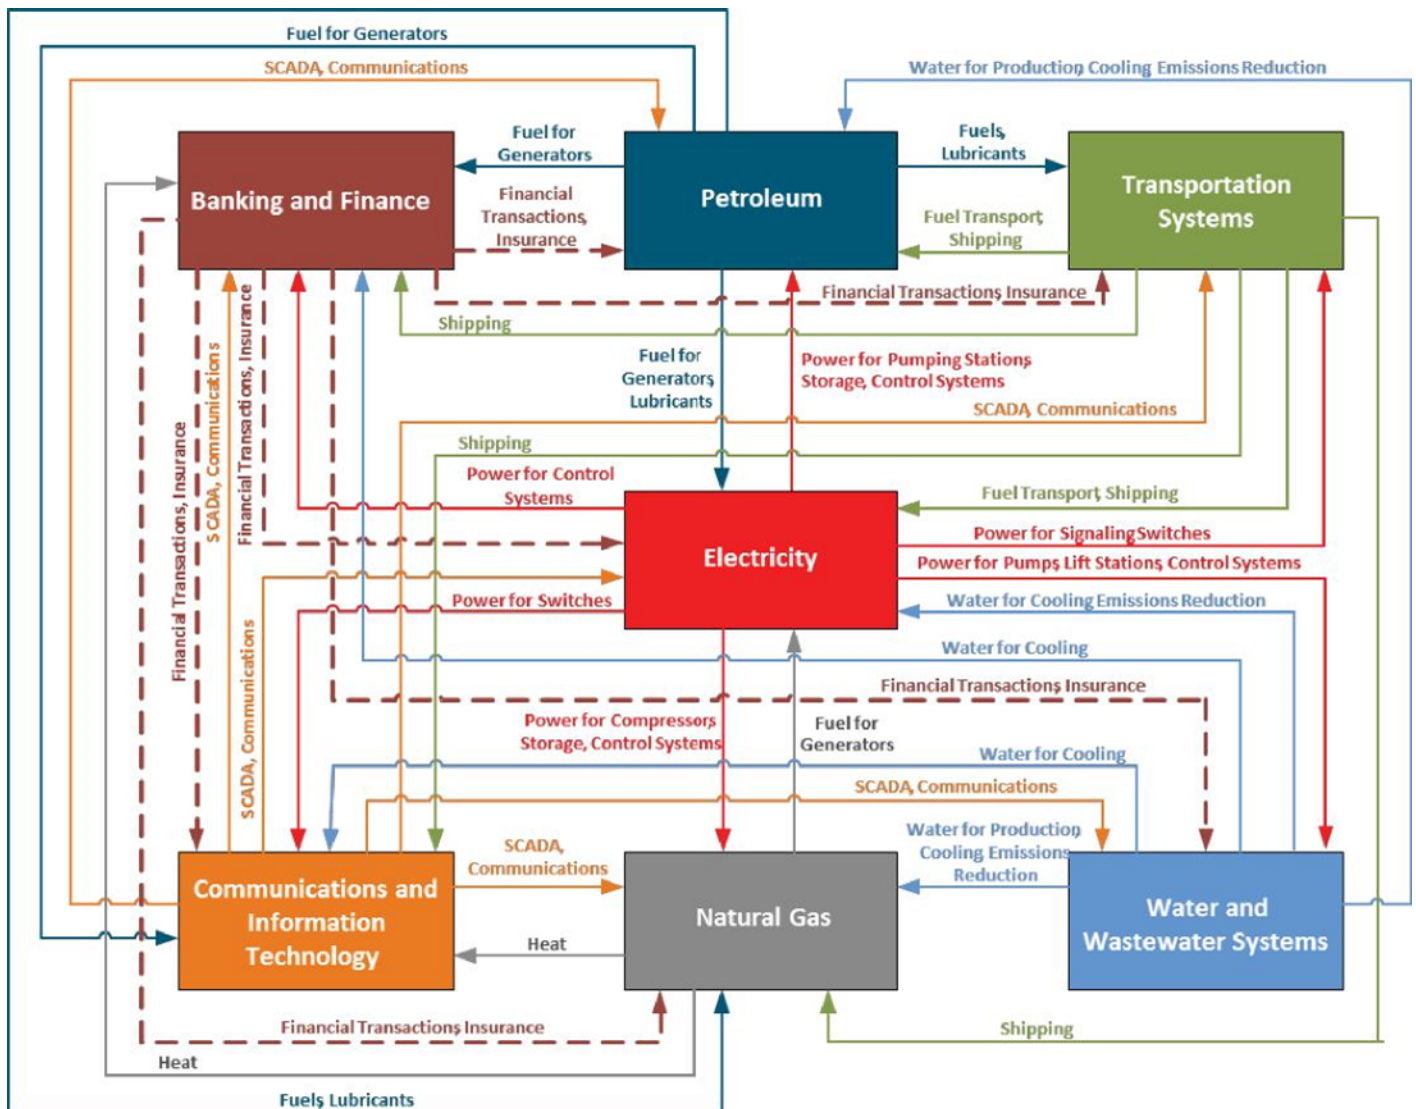 Fuel for Generators
SCADA, Communications
Water for Production, Cooling Emissions Reduction
Fuel for
Generators
Fuels,
Lubricants
Banking and Finance
Financial
Transactions,
Insurance
Petroleum
Fuel Transport,
Shipping
Transportation
Systems
Financial Transactions, Insurance
Shipping
Fuel for
Generators,
Lubricants
Power for Pumping Stations,
Storage, Control Systems
SCADA, Communications
Financial Transactions, Insurance
SCADA, Communications
Financial Transactions, Insurance
Shipping
Power for Control
Systems
Fuel Transport, Shipping
Power for Signaling Switches
Electricity
Power for Pumps, Lift Stations, Control Systems
Power for Switches
Water for Cooling Emissions Reduction
Water for Cooling
Financial Transactions, Insurance
SCADA, Communications
Power for Compressors,
Storage, Control Systems
Fuel for
Generators
Water for Cooling
SCADA, Communications
SCADA,
Communications
Water for Production,
Cooling, Emissions
Reduction
Communications and
Information
Technology
Natural Gas
Water and
Wastewater Systems
Heat
Financial Transactions, Insurance
Shipping
Heat
Fuels, Lubricants